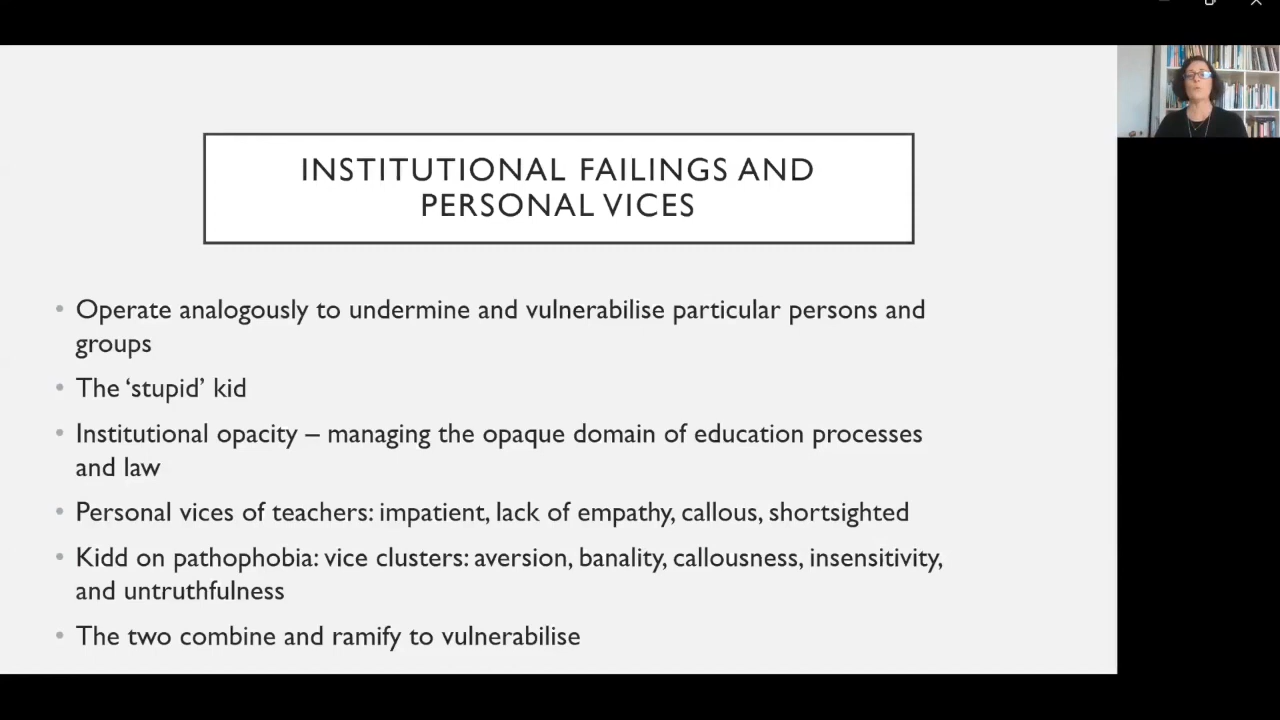 INSTITUTIONAL FAILINGS AND
PERSONAL VICES
• Operate analogously to undermine and vulnerabilise particular persons and
groups
• The ‘stupid’ kid
• Institutional opacity – managing the opaque domain of education processes
and law
• Personal vices of teachers: impatient, lack of empathy, callous, shortsighted
• Kidd on pathophobia: vice clusters: aversion, banality, callousness, insensitivity,
and untruthfulness
• The two combine and ramify to vulnerabilise